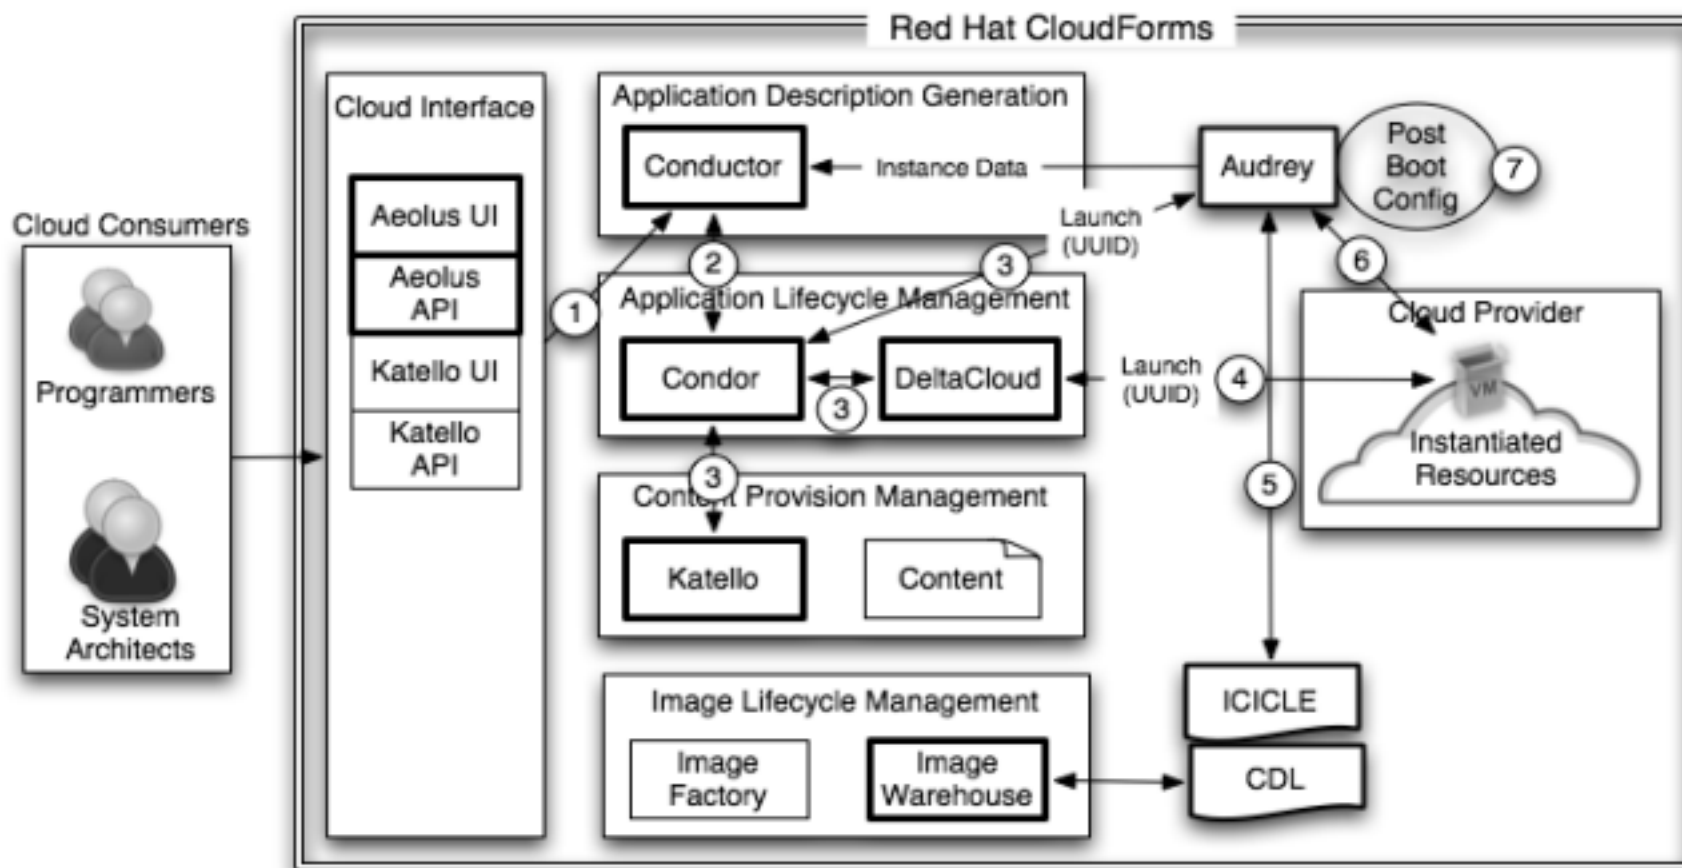 Red Hat CloudForms
Cloud Consumers
Programmers
System
Architects
Cloud Interface
Aeolus UI
Aeolus
API
Katello UI
Katello
API
1
Application Description Generation
Conductor
Instance Data
Audrey
Post
Boot
Config
7
2
3
Launch
(UUID)
6
Application Lifecycle Management
Condor
3
DeltaCloud
Launch
(UUID)
4
Cloud Provider
VM
Instantiated
Resources
3
5
Content Provision Management
Katello
Content
Image Lifecycle Management
Image
Factory
Image
Warehouse
ICICLE
CDL